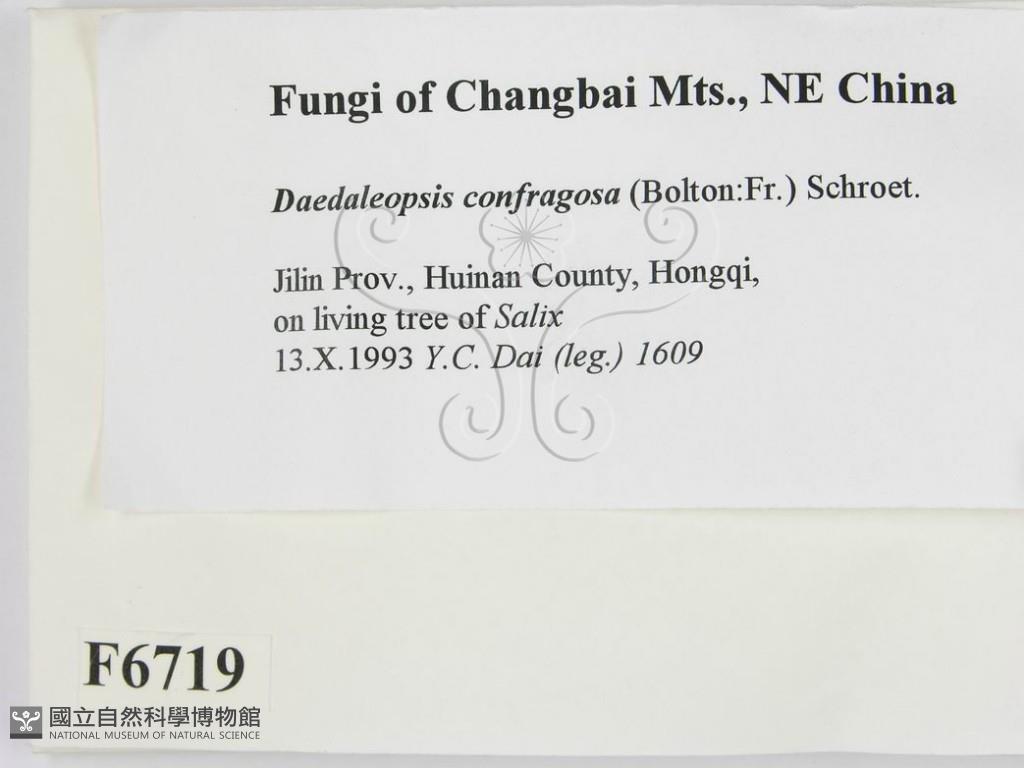 Fungi of Changbai Mts., NE China
Daedaleopsis confragosa (Bolton:Fr.) Schroet.
Jilin Prov., Huinan County, Hongqi,
on living tree of Salix
13.X.1993 Y.C. Dai (leg.) 1609
F6719
國立自然科學博物館
NATIONAL MUSEUM OF NATURAL SCIENCE